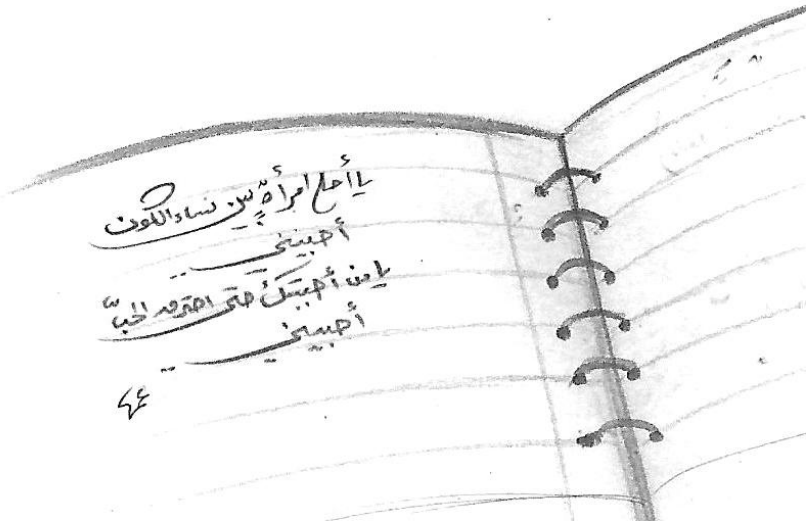 يا أحلى امرأةٍ بين نساء الكون
أحبيني ..
يا من أحببتكَ حتى احترق الحبّ
أحبيني ..